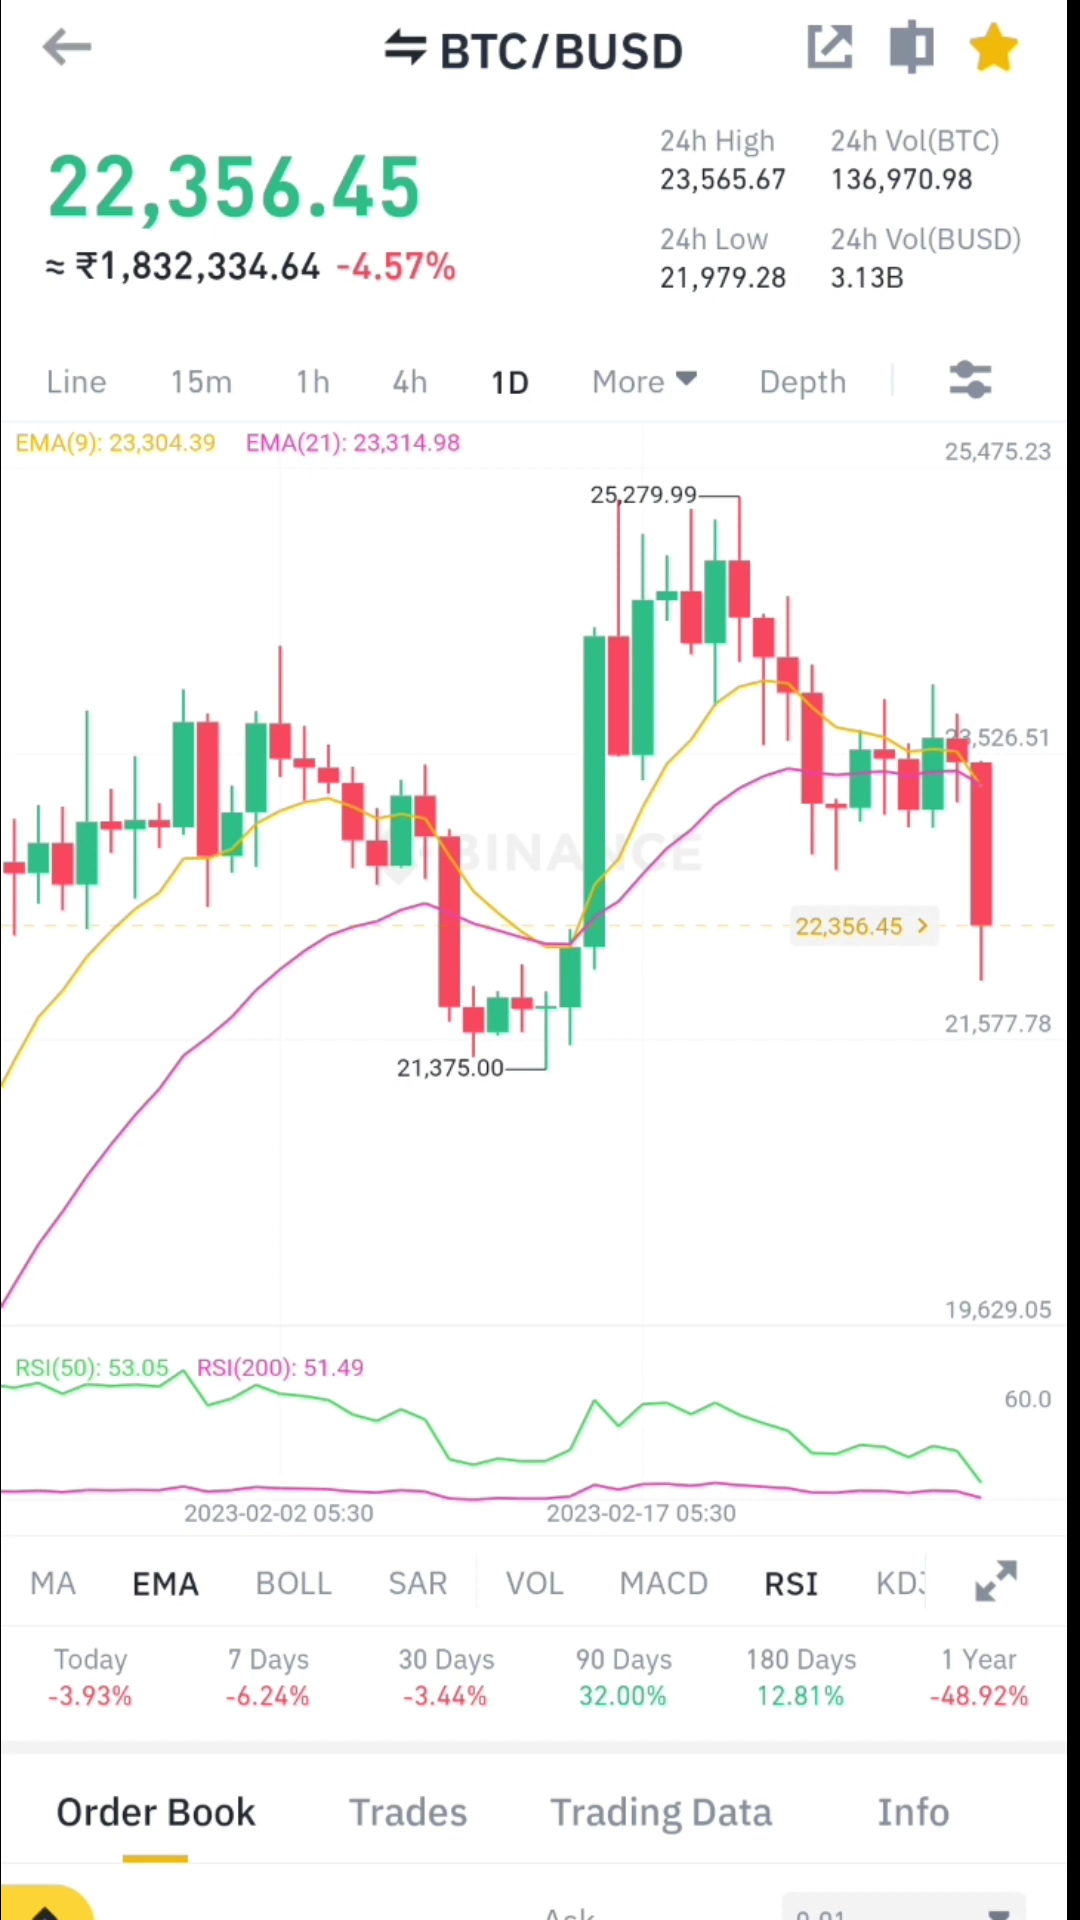 BTC/BUSD
22,356.45
≈ ₹1,832,334.64 -4.57%
24h High
23,565.67
24h Vol(BTC)
136,970.98
24h Low
21,979.28
24h Vol(BUSD)
3.13B
Line 15m 1h 4h 1D More Depth
EMA(9): 23,304.39 EMA(21): 23,314.98
25,475.23
25,279.99
23,526.51
BINANCE
22,356.45
21,577.78
21,375.00
19,629.05
RSI(50): 53.05 RSI(200): 51.49
60.0
2023-02-02 05:30 2023-02-17 05:30
MA EMA BOLL SAR VOL MACD RSI KDJ
Today 7 Days 30 Days 90 Days 180 Days 1 Year
-3.93% -6.24% -3.44% 32.00% 12.81% -48.92%
Order Book Trades Trading Data Info
Ask 0.01